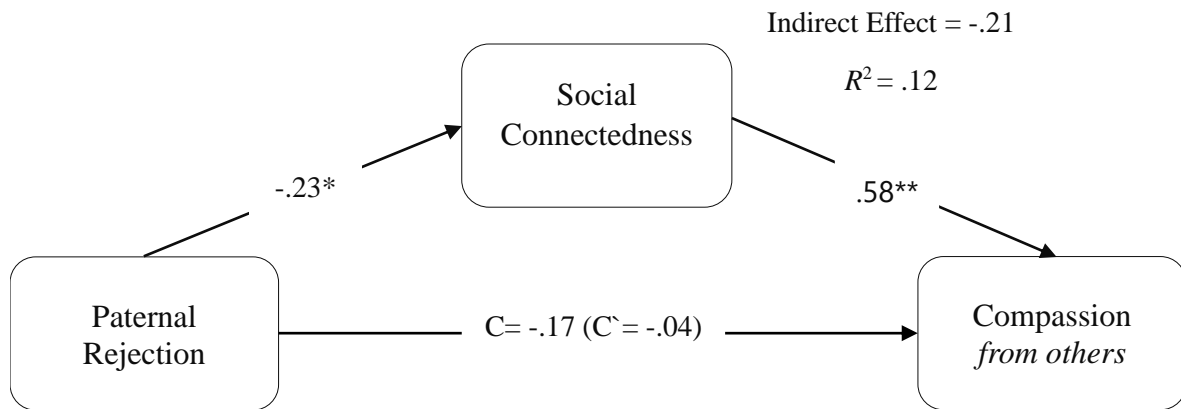 Indirect Effect = -.21
R² = .12
Social
Connectedness
-.23*
.58**
Paternal
Rejection
C= -.17 (C`= -.04)
Compassion
from others